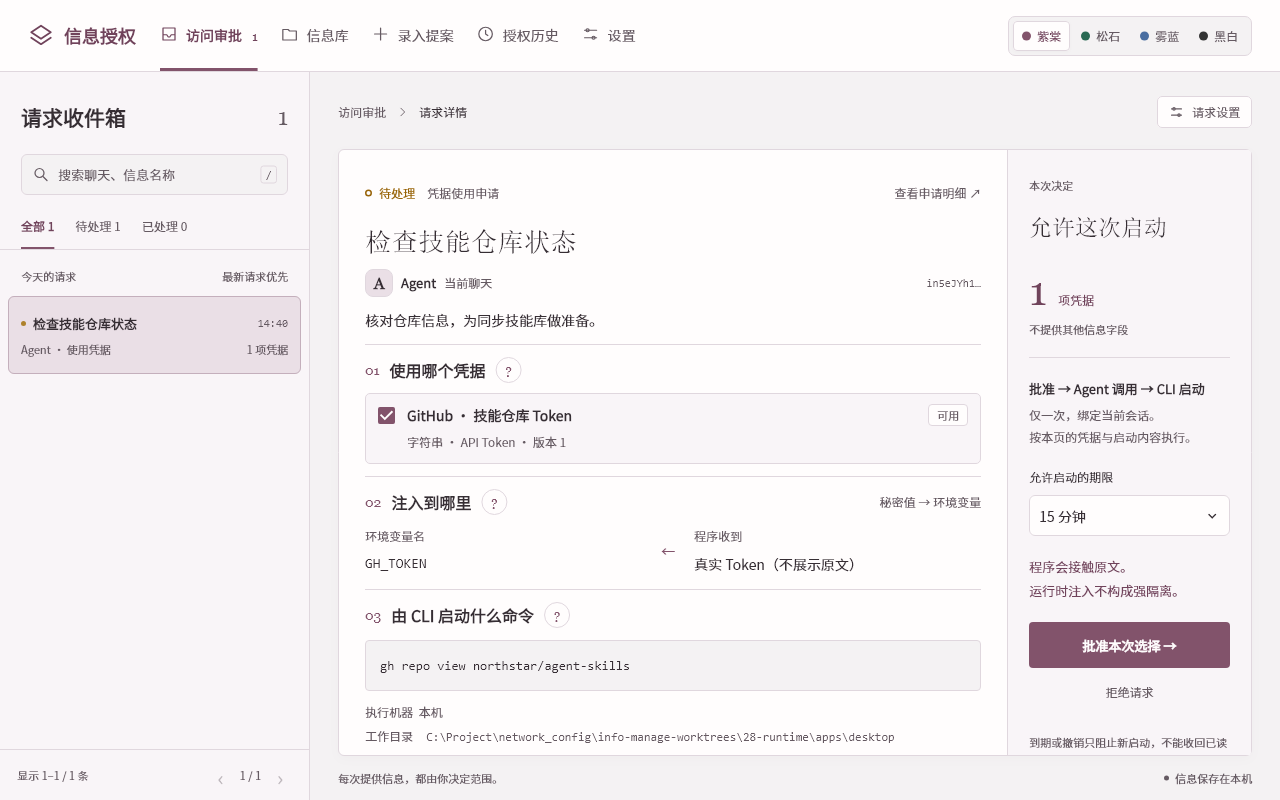 信息授权
访问审批 1
信息库
录入提案
授权历史
设置
紫棠
松石
雾蓝
黑白
请求收件箱 1
搜索聊天、信息名称 /
全部 1 待处理 1 已处理 0
今天的请求 最新请求优先
检查技能仓库状态 14:40
Agent · 使用凭据 1 项凭据
显示 1–1 / 1 条 ‹ 1 / 1 ›
访问审批 > 请求详情
请求设置
待处理 凭据使用申请 查看申请明细 ↗
检查技能仓库状态
A Agent 当前聊天 in5eJYh1…
核对仓库信息，为同步技能库做准备。
01 使用哪个凭据 ?
GitHub · 技能仓库 Token 可用
字符串 · API Token · 版本 1
02 注入到哪里 ? 秘密值 → 环境变量
环境变量名 程序收到
GH_TOKEN ← 真实 Token（不展示原文）
03 由 CLI 启动什么命令 ?
gh repo view northstar/agent-skills
执行机器 本机
工作目录 C:\Project\network_config\info-manage-worktrees\28-runtime\apps\desktop
本次决定
允许这次启动
1 项凭据
不提供其他信息字段
批准 → Agent 调用 → CLI 启动
仅一次，绑定当前会话。
按本页的凭据与启动内容执行。
允许启动的期限
15 分钟
程序会接触原文。
运行时注入不构成强隔离。
批准本次选择 →
拒绝请求
到期或撤销只阻止新启动，不能收回已读
每次提供信息，都由你决定范围。
信息保存在本机